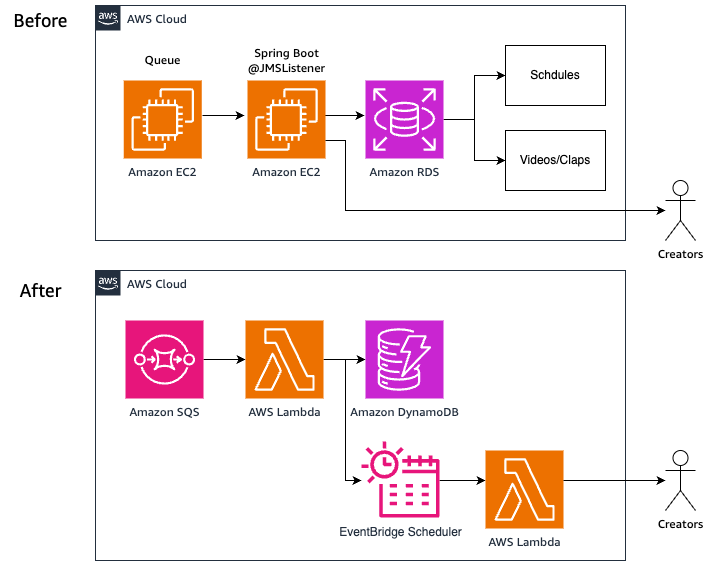 Before
aws
AWS Cloud
Queue
Spring Boot
@JMSListener
Amazon EC2
Amazon EC2
Amazon RDS
Schdules
Videos/Claps
Creators
After
aws
AWS Cloud
Amazon SQS
AWS Lambda
Amazon DynamoDB
EventBridge Scheduler
AWS Lambda
Creators